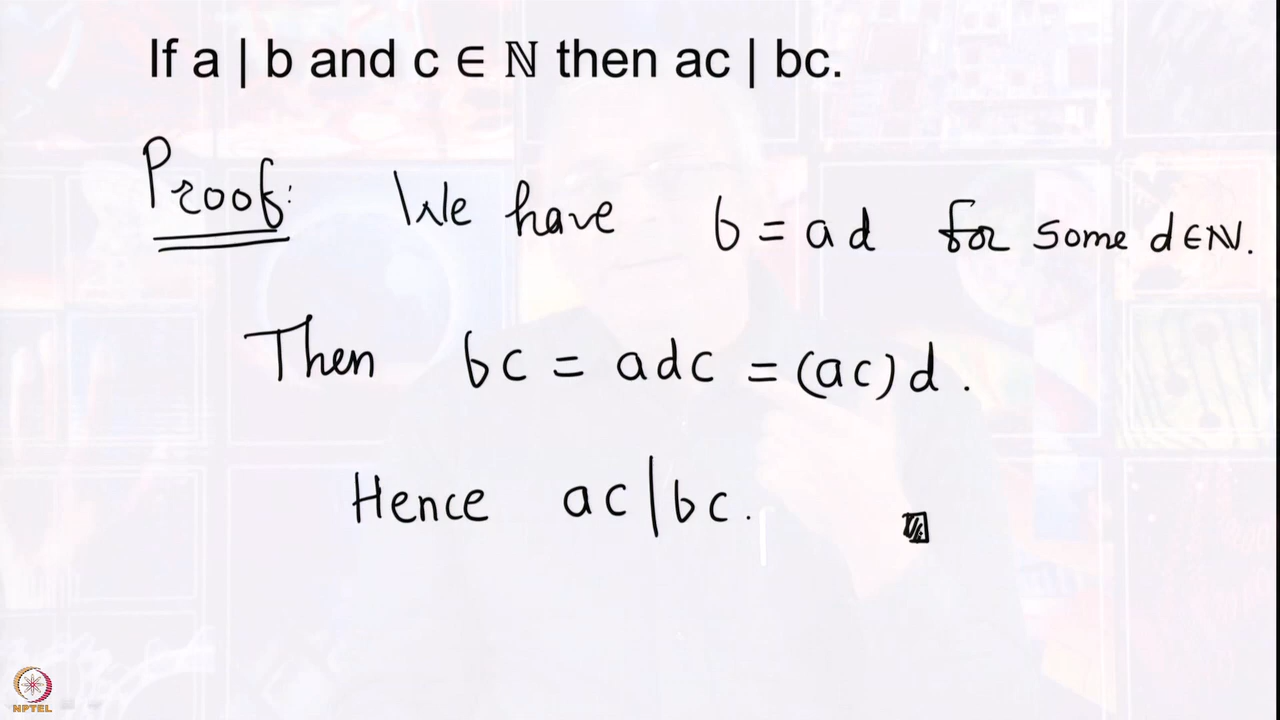 If a | b and c ∈ ℕ then ac | bc.
Proof: We have b = ad for some d∈ℕ.
Then bc = adc = (ac)d.
Hence ac | bc.
NPTEL